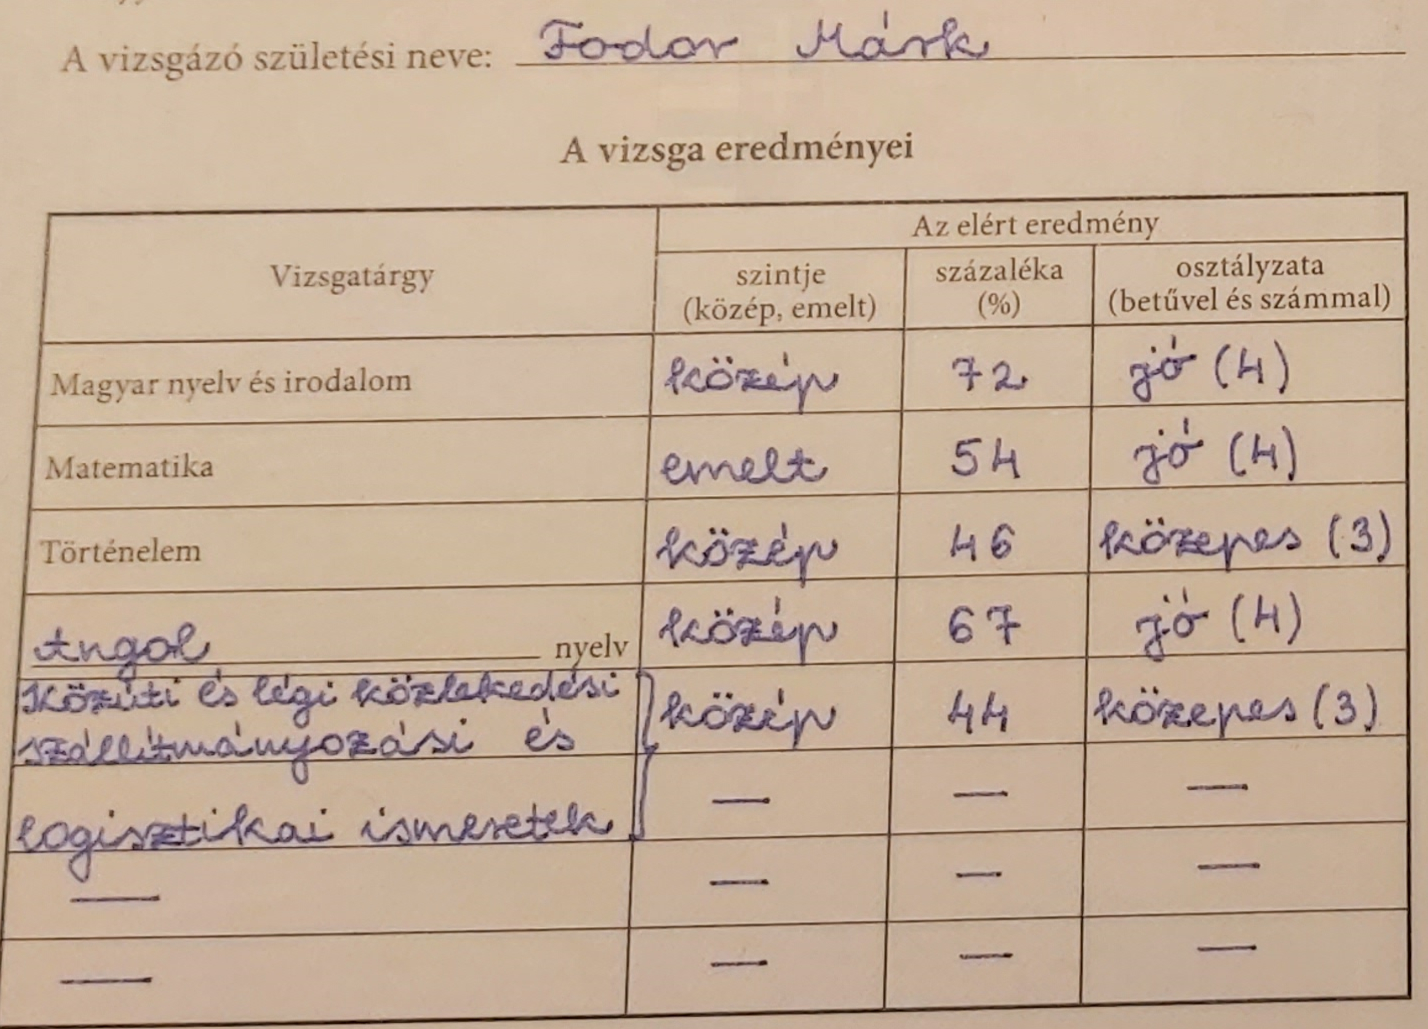 A vizsgázó születési neve: Fodor Márk
A vizsga eredményei
Vizsgatárgy
Az elért eredmény
szintje
(közép, emelt)
százaléka
(%)
osztályzata
(betűvel és számmal)
Magyar nyelv és irodalom közép 72 jó (4)
Matematika emelt 54 jó (4)
Történelem közép 46 közepes (3)
Angol nyelv közép 67 jó (4)
Közúti és légi közlekedési
szállítmányozási és
logisztikai ismeretek
közép 44 közepes (3)
— — —
— — — —
— — — —